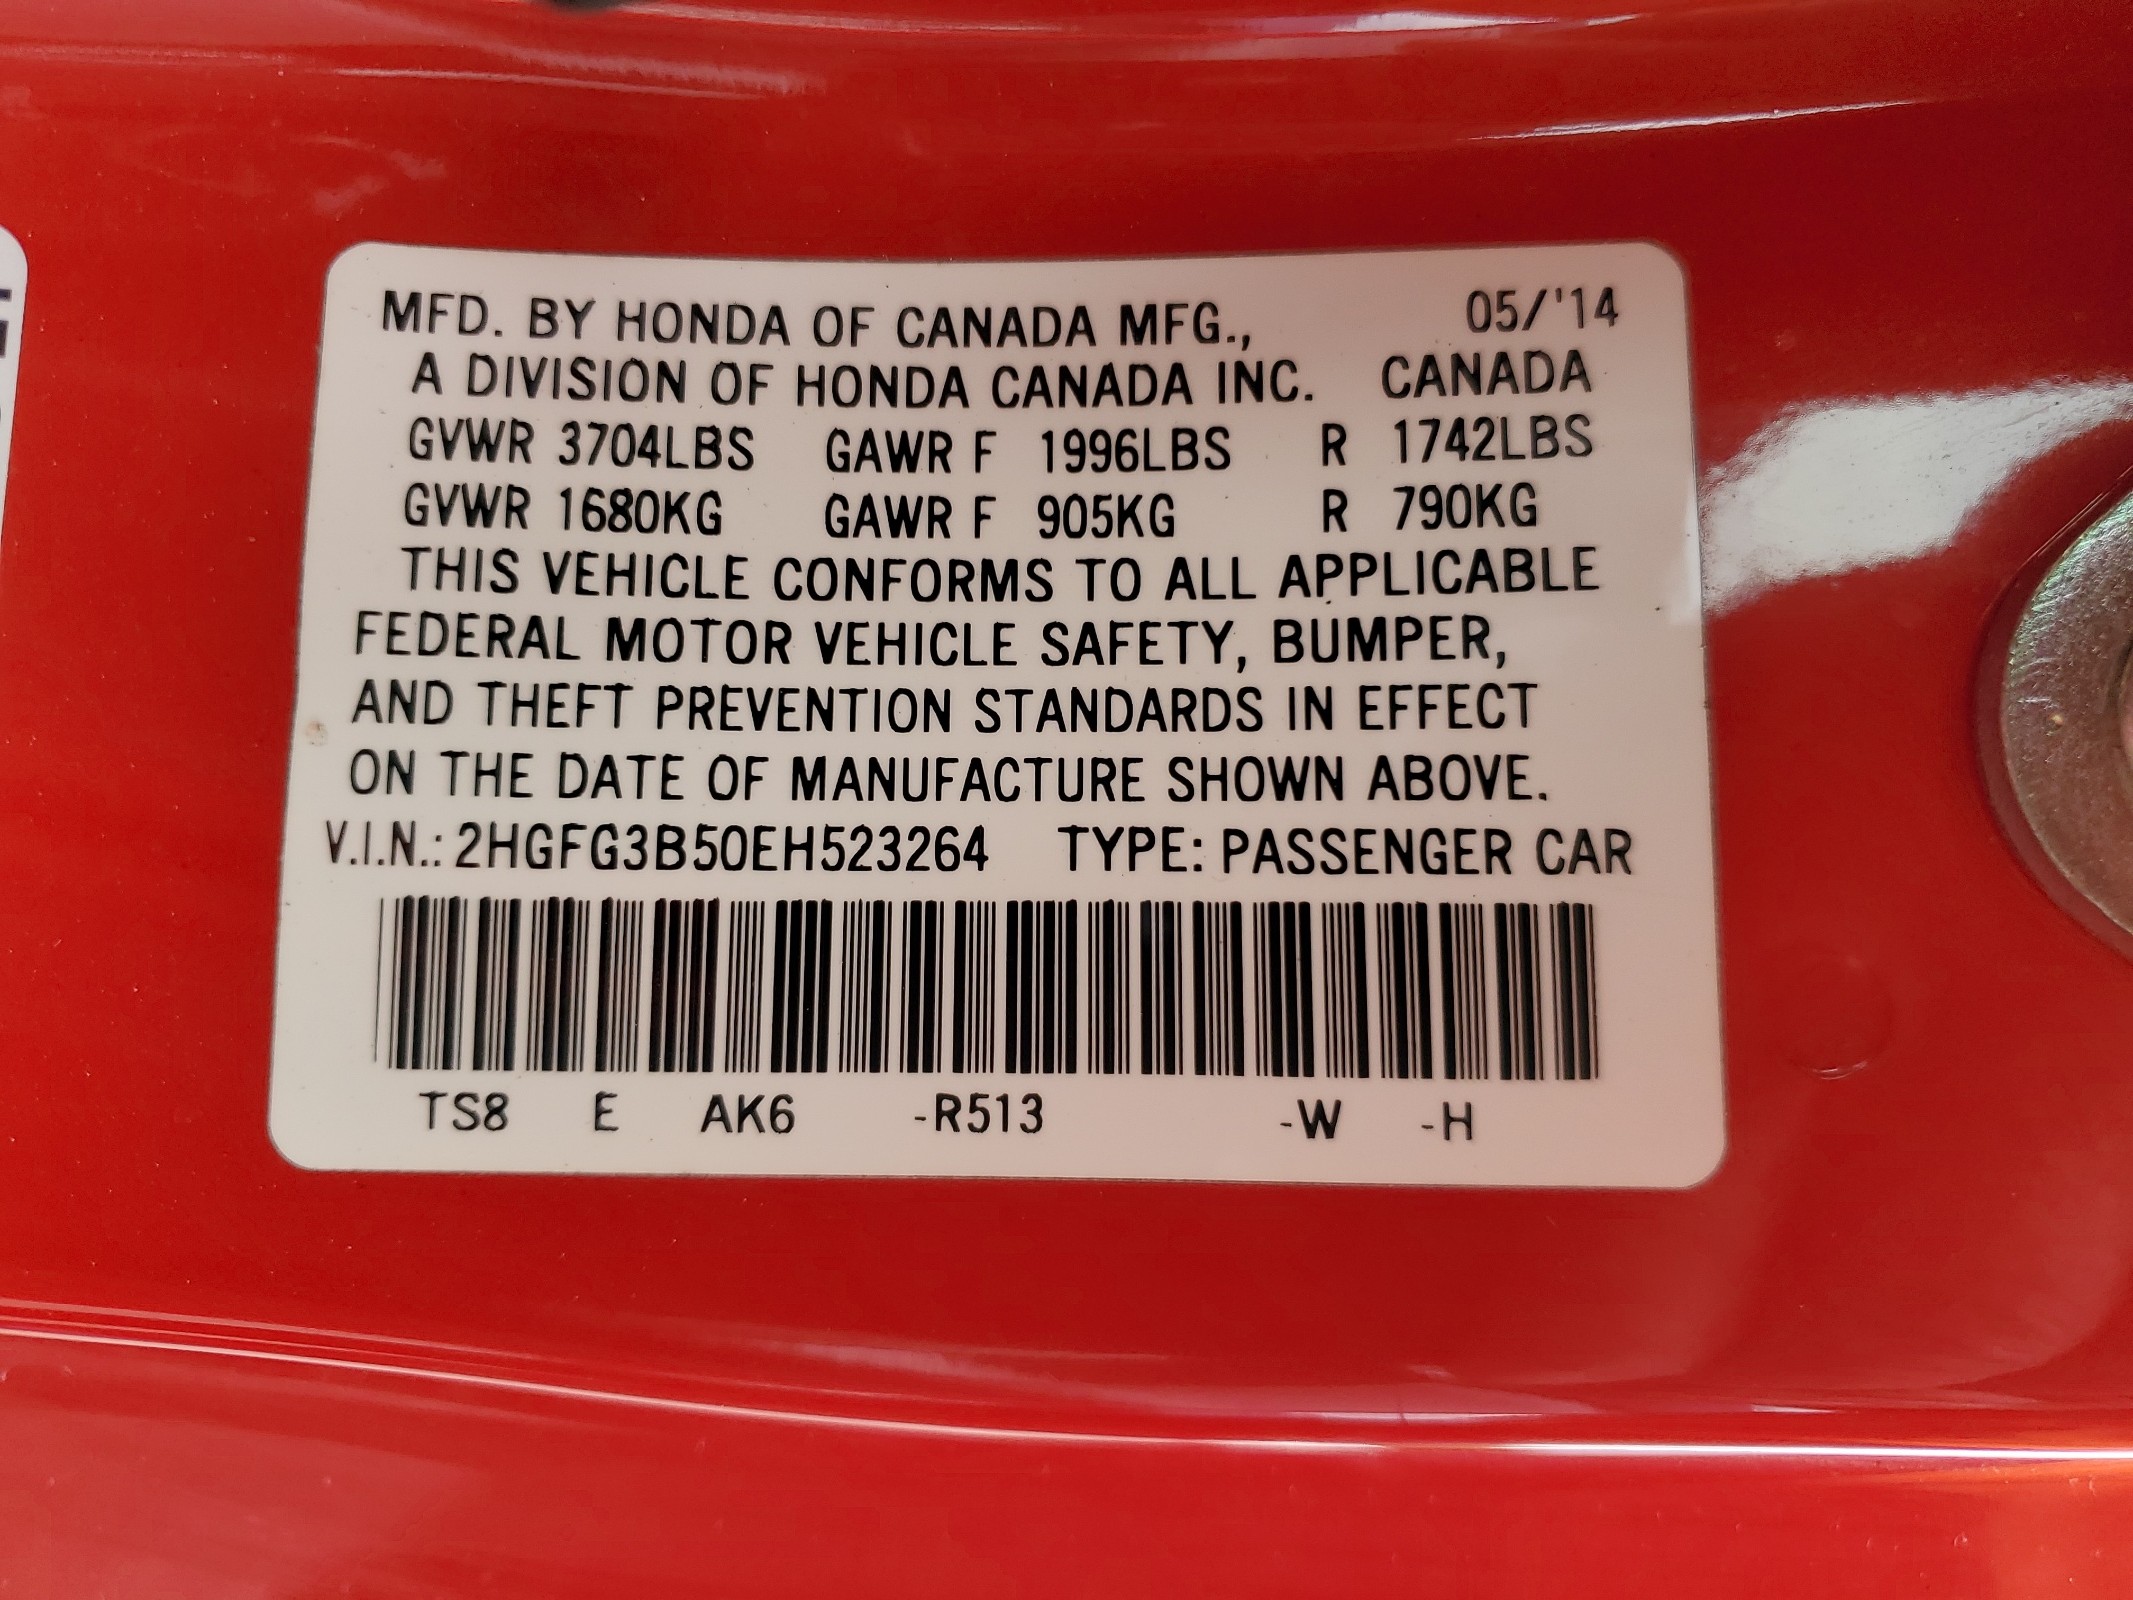 MFD. BY HONDA OF CANADA MFG., 05/'14
A DIVISION OF HONDA CANADA INC. CANADA
GVWR 3704LBS GAWR F 1996LBS R 1742LBS
GVWR 1680KG GAWR F 905KG R 790KG
THIS VEHICLE CONFORMS TO ALL APPLICABLE
FEDERAL MOTOR VEHICLE SAFETY, BUMPER,
AND THEFT PREVENTION STANDARDS IN EFFECT
ON THE DATE OF MANUFACTURE SHOWN ABOVE.
V.I.N.: 2HGFG3B50EH523264 TYPE: PASSENGER CAR
TS8 E AK6 -R513 -W -H